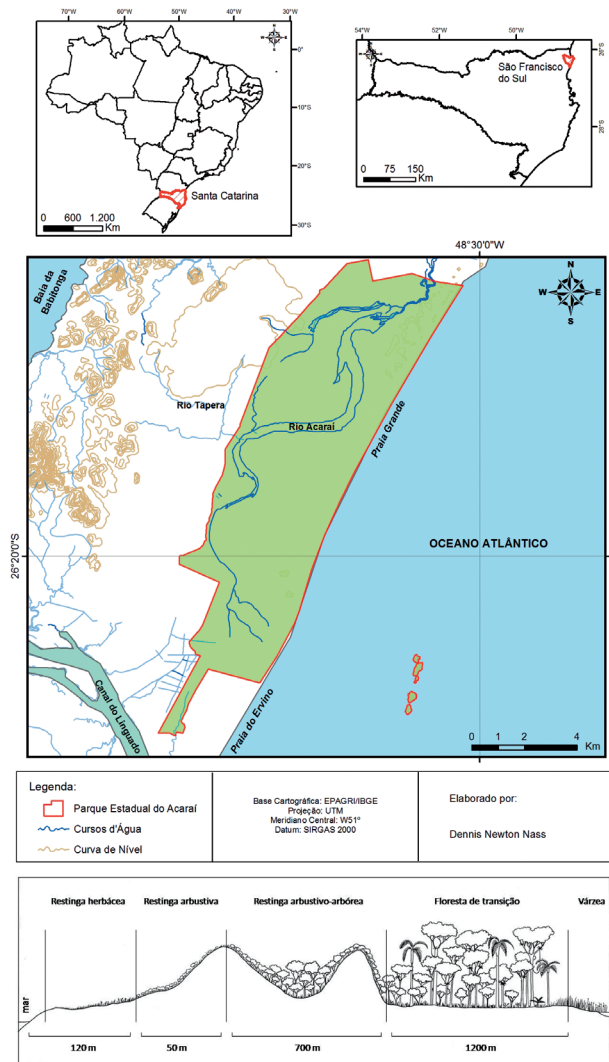 54°W
52°W
50°W
70°W
60°W
50°W
40°W
30°W
0°
10°S
20°S
30°S
26°S
28°S
São Francisco
do Sul
Santa Catarina
0 600 1.200
Km
0 75 150
Km
48°30'0"W
Baia da
Babitonga
N
W E
S
Rio Tapera
Rio Acaraí
Praia Grande
26°20'0"S
OCEANO ATLÂNTICO
Canal do Linguado
Praia do Ervino
0 1 2 4
Km
Legenda:
Parque Estadual do Acaraí
Cursos d'Água
Curva de Nível
Base Cartográfica: EPAGRI/IBGE
Projeção: UTM
Meridiano Central: W51º
Datum: SIRGAS 2000
Elaborado por:
Dennis Newton Nass
Restinga herbácea Restinga arbustiva Restinga arbustivo-arbórea Floresta de transição Várzea
mar
120 m 50 m 700 m 1200 m